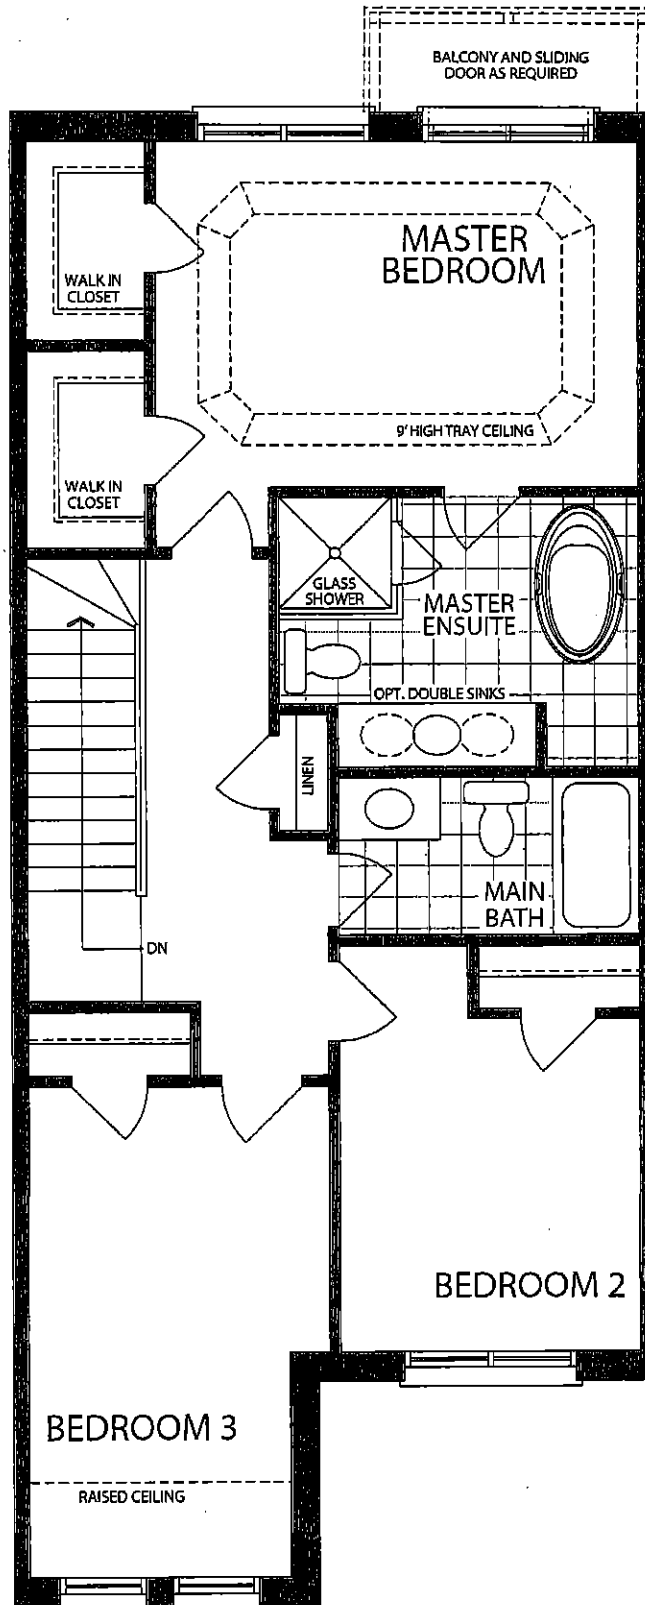 BALCONY AND SLIDING
DOOR AS REQUIRED
MASTER
BEDROOM
WALK IN
CLOSET
9' HIGH TRAY CEILING
WALK IN
CLOSET
GLASS
SHOWER
MASTER
ENSUITE
OPT. DOUBLE SINKS
LINEN
MAIN
BATH
DN
BEDROOM 2
BEDROOM 3
RAISED CEILING